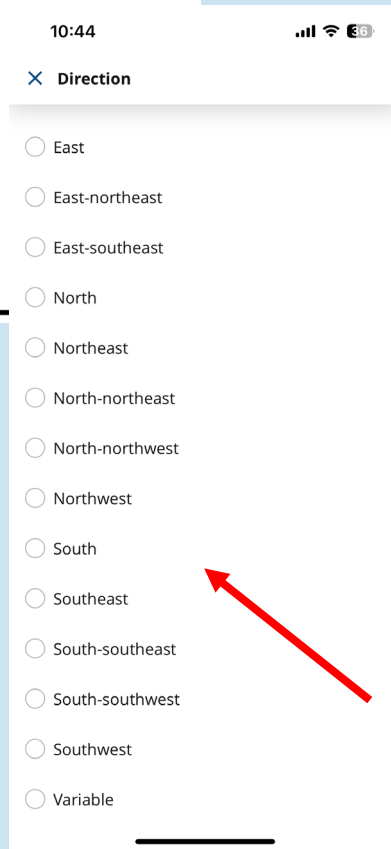 10:44
36
Direction
East
East-northeast
East-southeast
North
Northeast
North-northeast
North-northwest
Northwest
South
Southeast
South-southeast
South-southwest
Southwest
Variable